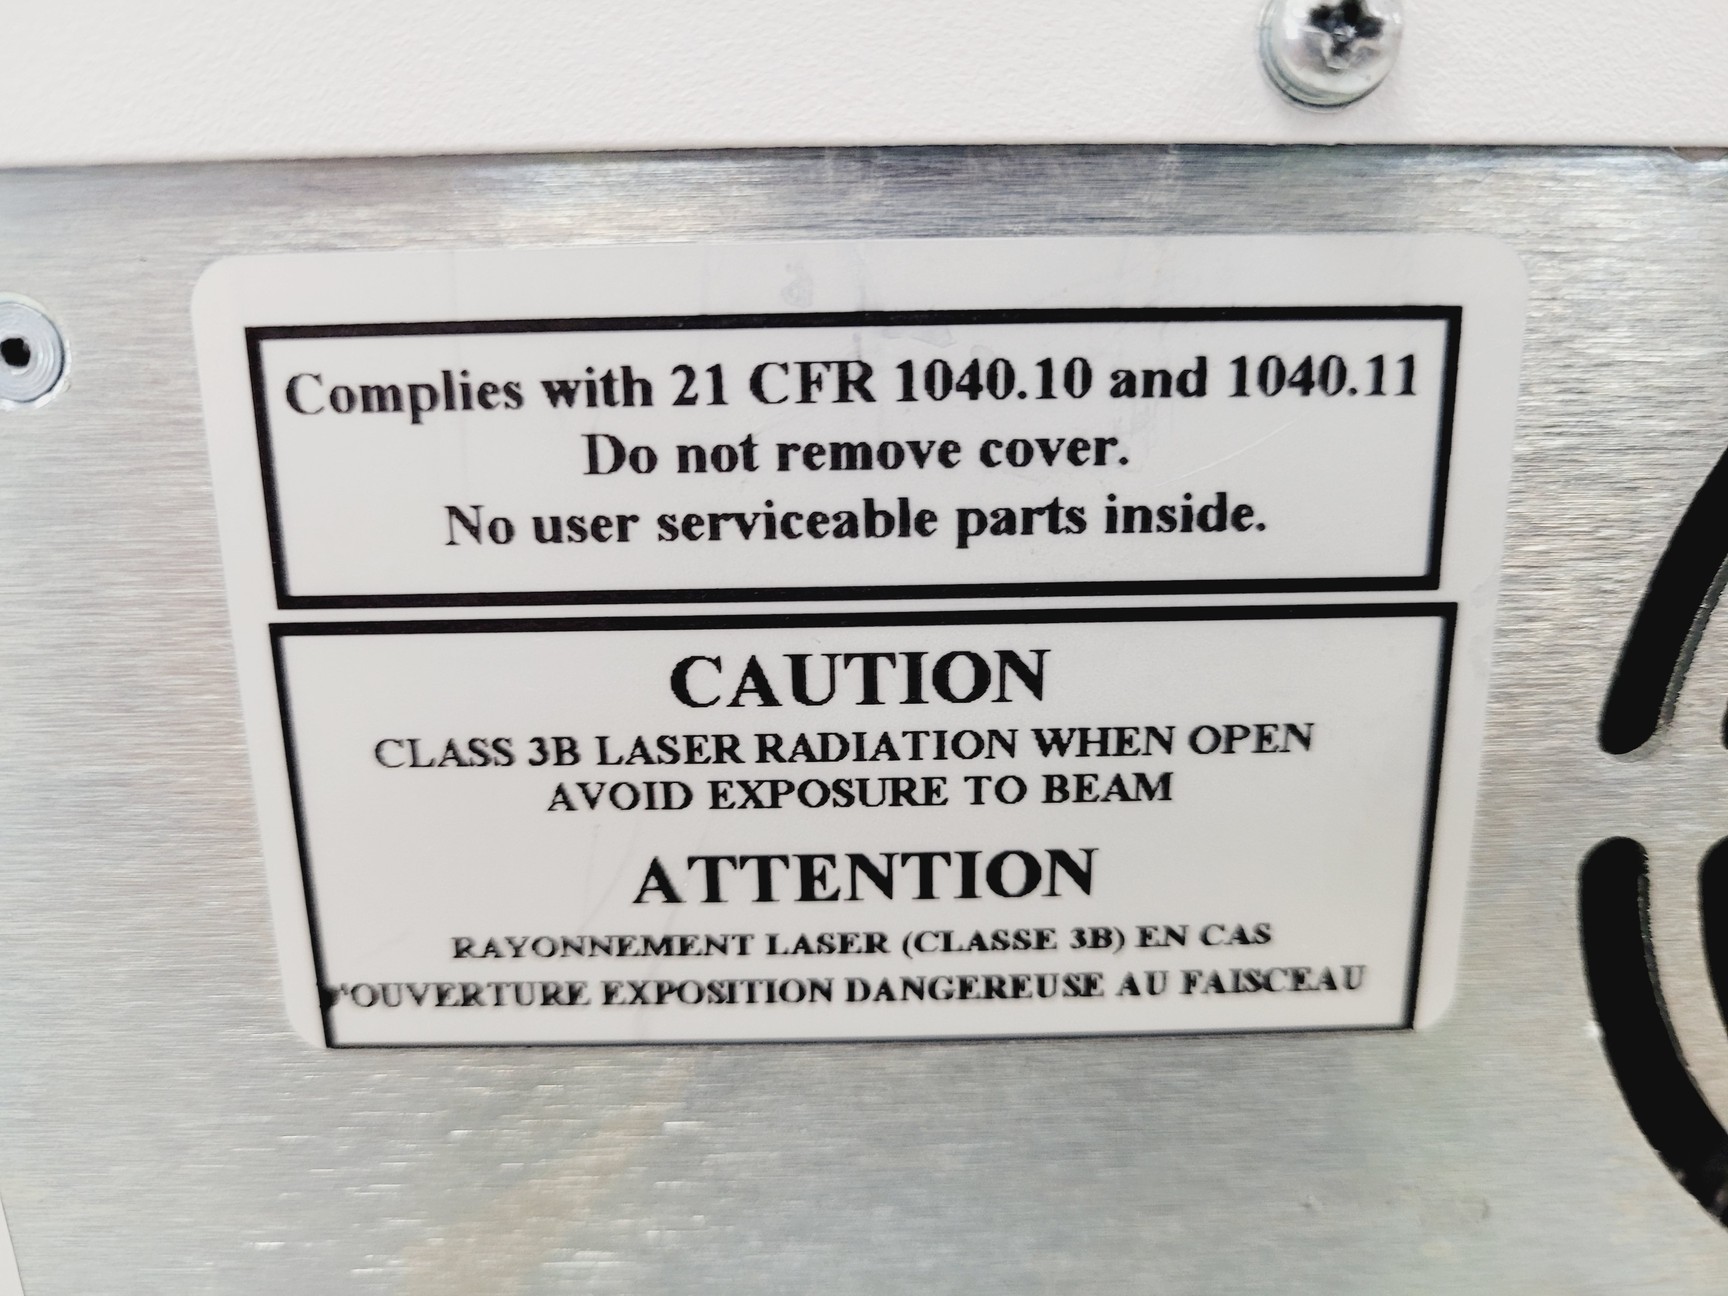 Complies with 21 CFR 1040.10 and 1040.11
Do not remove cover.
No user serviceable parts inside.
CAUTION
CLASS 3B LASER RADIATION WHEN OPEN
AVOID EXPOSURE TO BEAM
ATTENTION
RAYONNEMENT LASER (CLASSE 3B) EN CAS
D'OUVERTURE EXPOSITION DANGEREUSE AU FAISCEAU